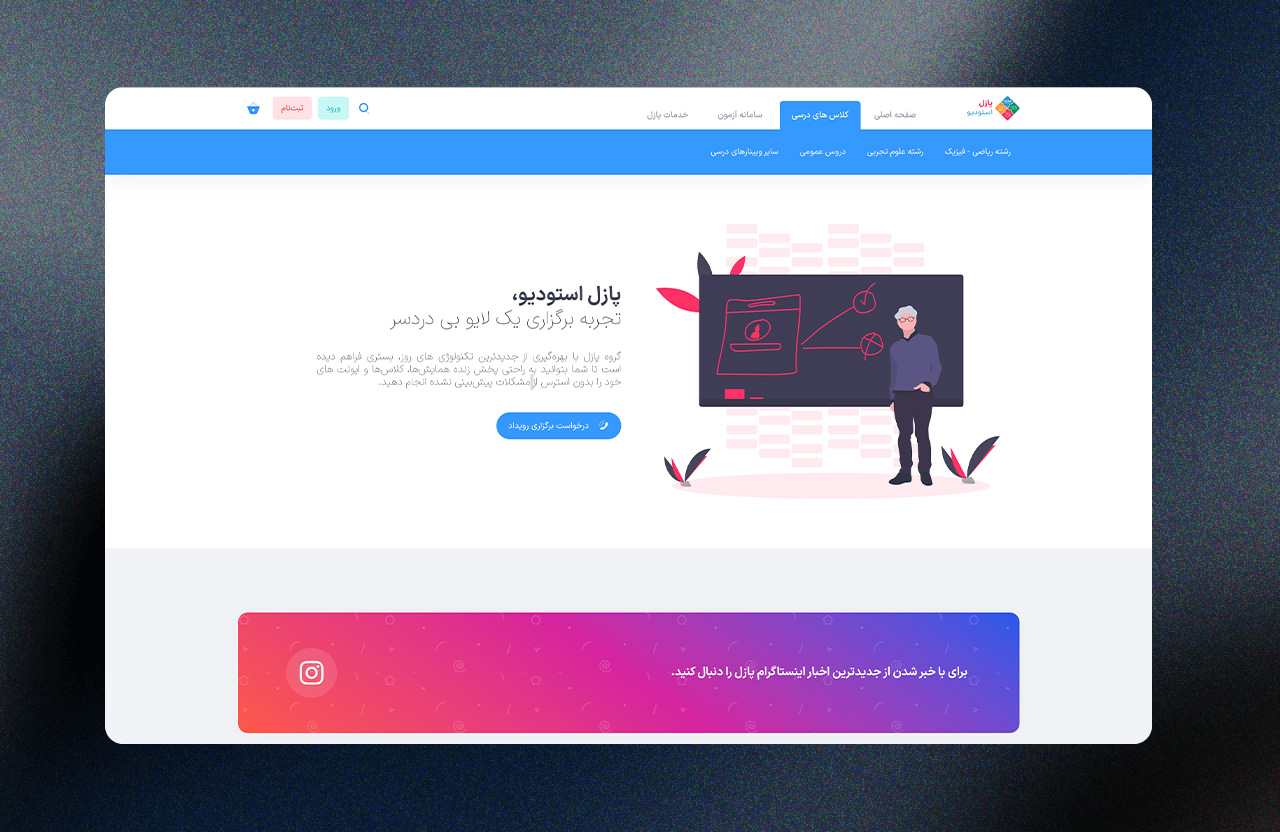 پازل
استودیو
صفحه اصلی
کلاس های درسی
سامانه آزمون
خدمات پازل
ورود
ثبت‌نام
رشته ریاضی - فیزیک
رشته علوم تجربی
دروس عمومی
سایر وبینارهای درسی
پازل استودیو،
تجربه برگزاری یک لایو بی دردسر
گروه پازل با بهره‌گیری از جدیدترین تکنولوژی های روز، بستری فراهم دیده
است تا شما بتوانید به راحتی پخش زنده همایش‌ها، کلاس‌ها و ایونت های
خود را بدون استرس از مشکلات پیش‌بینی نشده انجام دهید.
درخواست برگزاری رویداد
برای با خبر شدن از جدیدترین اخبار اینستاگرام پازل را دنبال کنید.